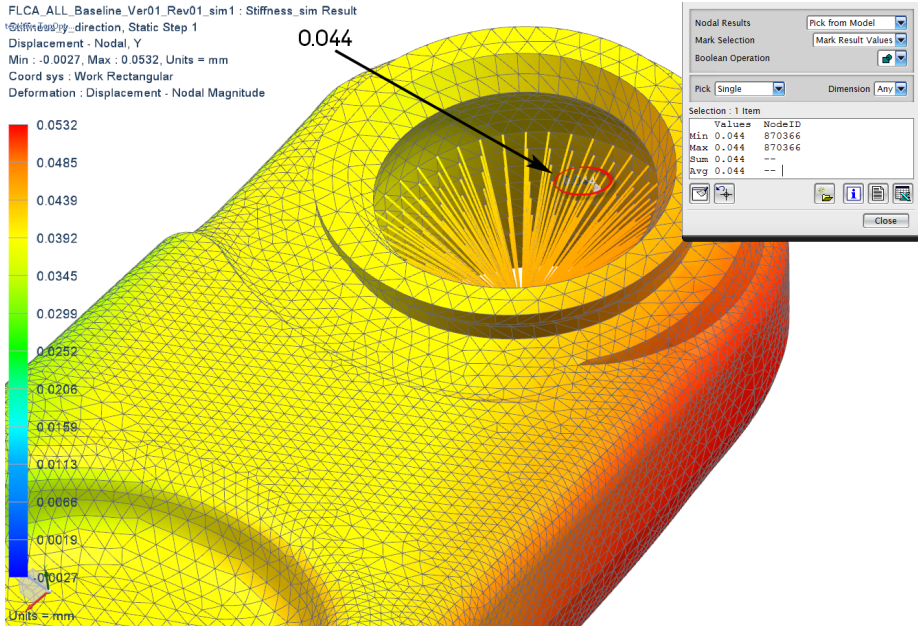 FLCA_ALL_Baseline_Ver01_Rev01_sim1 : Stiffness_sim Result
y_direction, Static Step 1
Displacement - Nodal, Y
Min : -0.0027, Max : 0.0532, Units = mm
Coord sys : Work Rectangular
Deformation : Displacement - Nodal Magnitude
0.044
0.0532
0.0485
0.0439
0.0392
0.0345
0.0299
0.0252
0.0206
0.0159
0.0113
0.0066
0.0019
-0.0027
Units = mm
Nodal Results Pick from Model
Mark Selection Mark Result Values
Boolean Operation
Pick Single Dimension Any
Selection : 1 Item
Values NodeID
Min 0.044 870366
Max 0.044 870366
Sum 0.044 --
Avg 0.044 --
Close